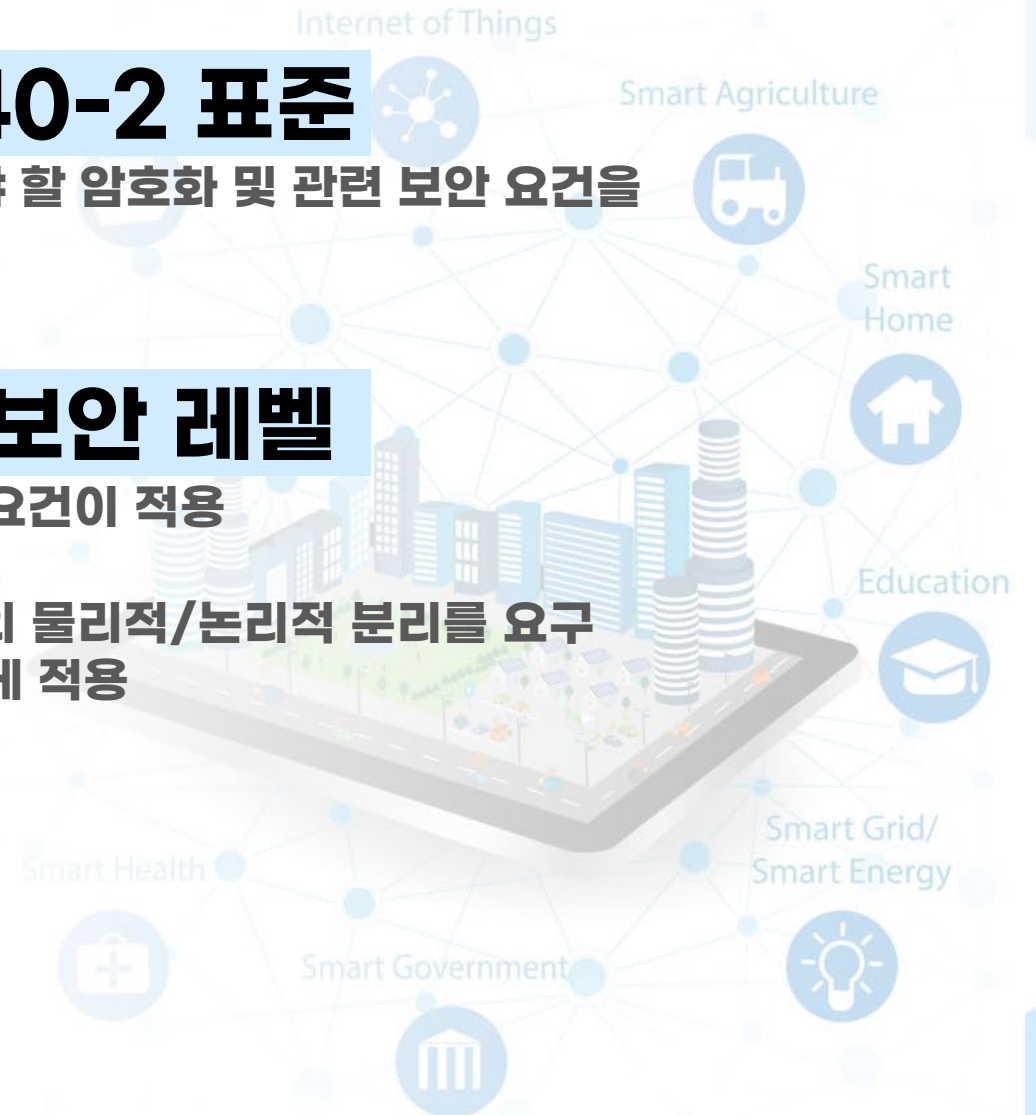 Internet of Things
40-2 표준
Smart Agriculture
할 암호화 및 관련 보안 요건을
Smart
Home
보안 레벨
요건이 적용
Education
물리적/논리적 분리를 요구
적용
Smart Grid/
Smart Energy
Smart Health
Smart Government